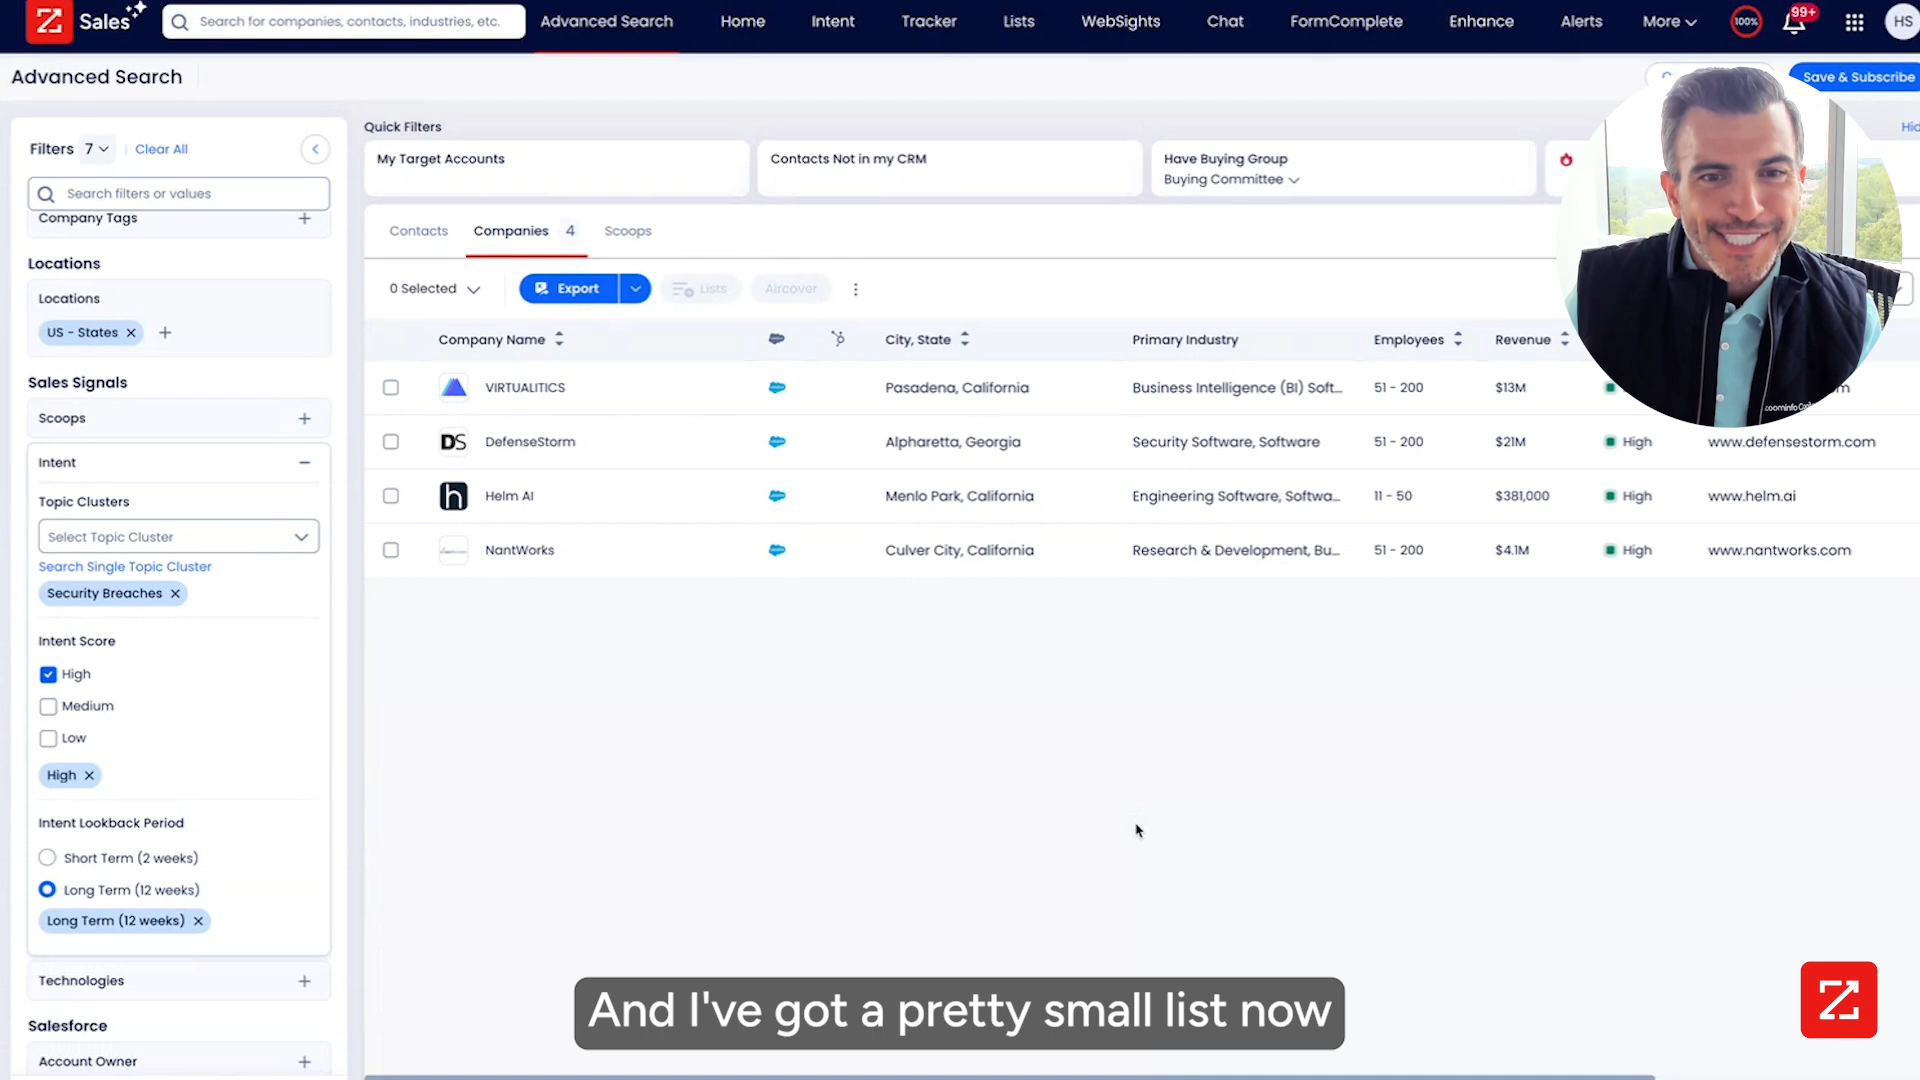 Sales
Search for companies, contacts, industries, etc.
Advanced Search
Home
Intent
Tracker
Lists
WebSights
Chat
FormComplete
Enhance
Alerts
More
100%
99+
HS
Advanced Search
Save & Subscribe
Filters 7
Clear All
Search filters or values
Company Tags
Locations
Locations
US - States
Sales Signals
Scoops
Intent
Topic Clusters
Select Topic Cluster
Search Single Topic Cluster
Security Breaches
Intent Score
High
Medium
Low
High
Intent Lookback Period
Short Term (2 weeks)
Long Term (12 weeks)
Long Term (12 weeks)
Technologies
Salesforce
Account Owner
Quick Filters
My Target Accounts
Contacts Not in my CRM
Have Buying Group
Buying Committee
Contacts
Companies 4
Scoops
0 Selected
Export
Lists
Aircover
Company Name City, State Primary Industry Employees Revenue
VIRTUALITICS Pasadena, California Business Intelligence (BI) Soft... 51 - 200 $13M
DS DefenseStorm Alpharetta, Georgia Security Software, Software 51 - 200 $21M High www.defensestorm.com
h Helm AI Menlo Park, California Engineering Software, Softwa... 11 - 50 $381,000 High www.helm.ai
NantWorks Culver City, California Research & Development, Bu... 51 - 200 $4.1M High www.nantworks.com
And I've got a pretty small list now